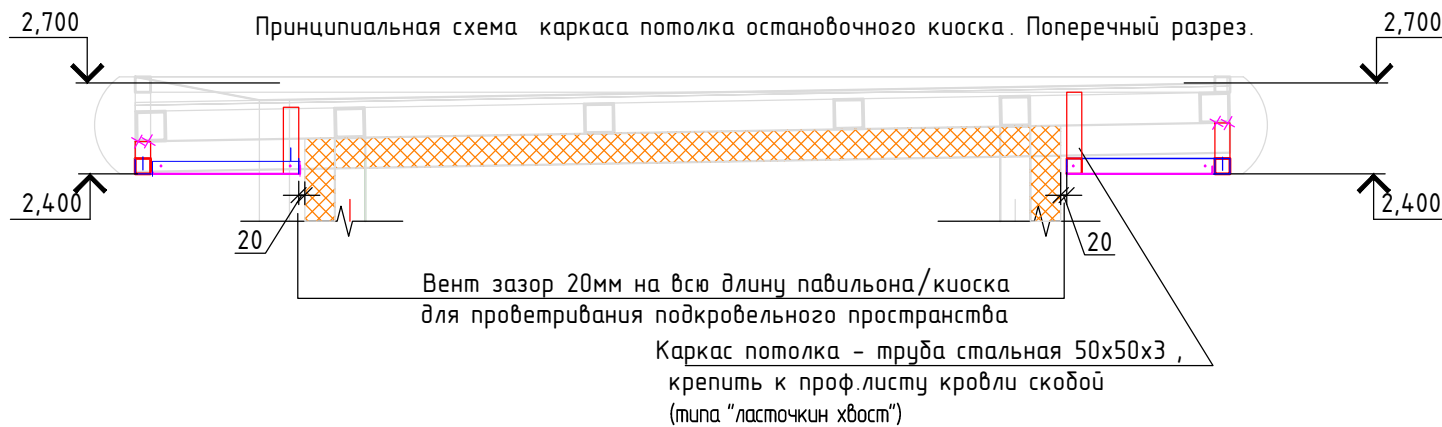 Принципиальная схема каркаса потолка остановочного киоска. Поперечный разрез.
2,700
2,700
2,400
2,400
20
20
Вент зазор 20мм на всю длину павильона/киоска
для проветривания подкровельного пространства
Каркас потолка - труба стальная 50х50х3 ,
крепить к проф.листу кровли скобой
(типа "ласточкин хвост")